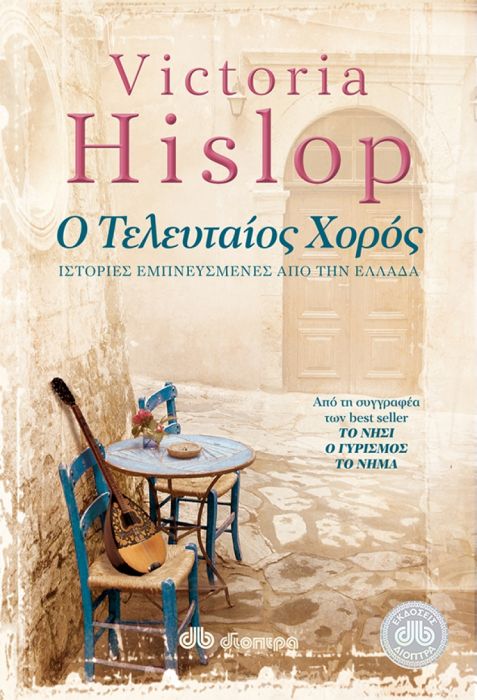 Victoria
Hislop
Ο Τελευταίος Χορός
ΙΣΤΟΡΙΕΣ ΕΜΠΝΕΥΣΜΕΝΕΣ ΑΠΟ ΤΗΝ ΕΛΛΑΔΑ
Από τη συγγραφέα
των best seller
ΤΟ ΝΗΣΙ
Ο ΓΥΡΙΣΜΟΣ
ΤΟ ΝΗΜΑ
διοπτρα
ΕΚΔΟΣΕΙΣ
ΔΙΟΠΤΡΑ